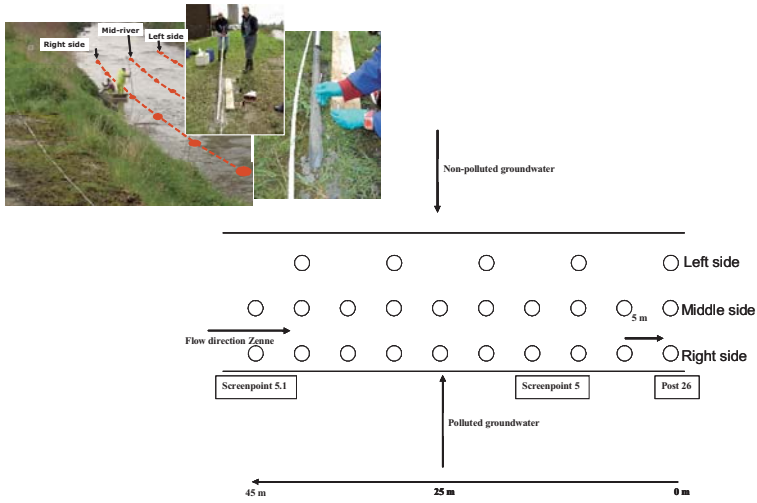 Mid-river
Left side
Right side
Non-polluted groundwater
Left side
Middle side
5 m
Flow direction Zenne
Right side
Screenpoint 5.1
Screenpoint 5
Post 26
Polluted groundwater
45 m
25 m
0 m